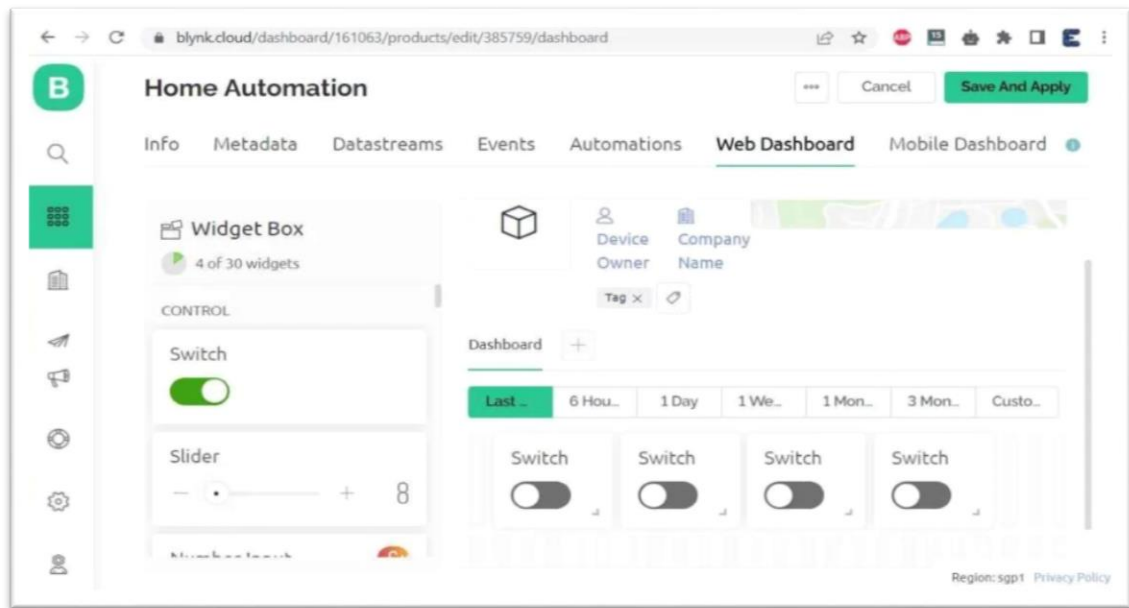 blynk.cloud/dashboard/161063/products/edit/385759/dashboard
B
Home Automation
Cancel
Save And Apply
Info Metadata Datastreams Events Automations Web Dashboard Mobile Dashboard
Widget Box
4 of 30 widgets
CONTROL
Switch
Slider
8
Number Input
Device Owner
Company Name
Tag
Dashboard
Last ... 6 Hou... 1 Day 1 We... 1 Mon... 3 Mon... Custo...
Switch Switch Switch Switch
Region: sgp1 Privacy Policy